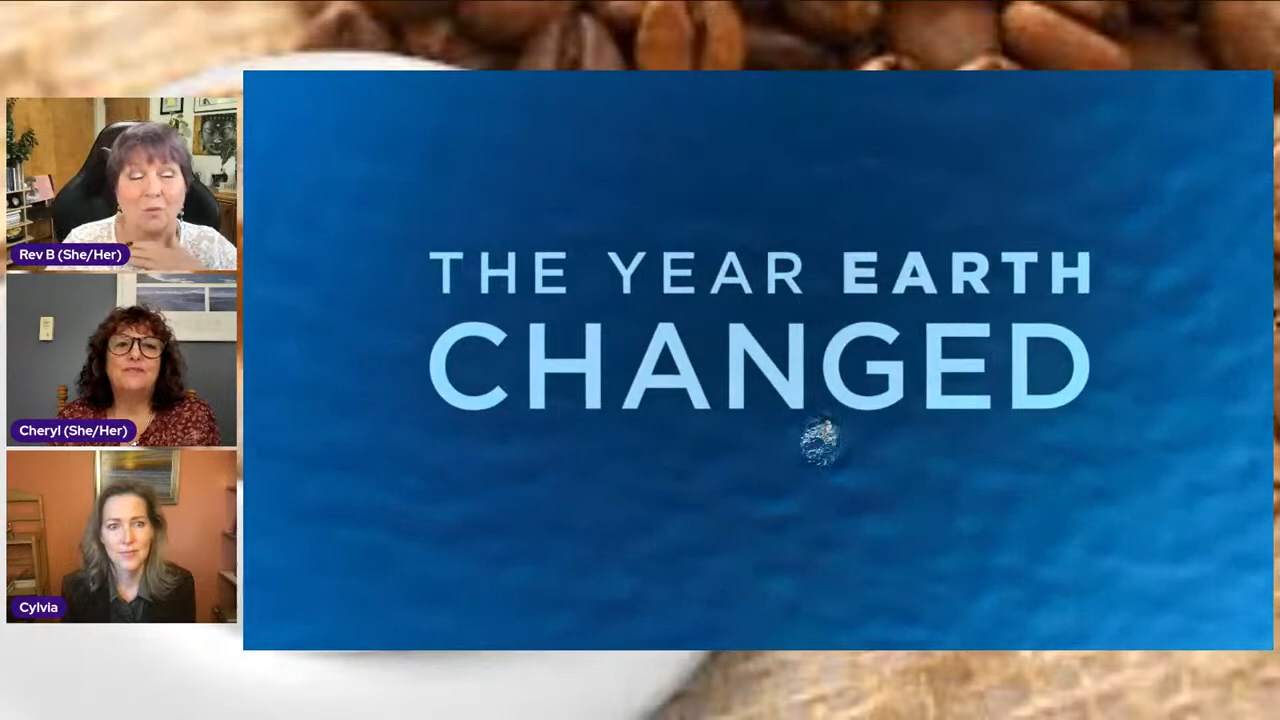 Rev B (She/Her)
Cheryl (She/Her)
Cylvia
THE YEAR EARTH
CHANGED